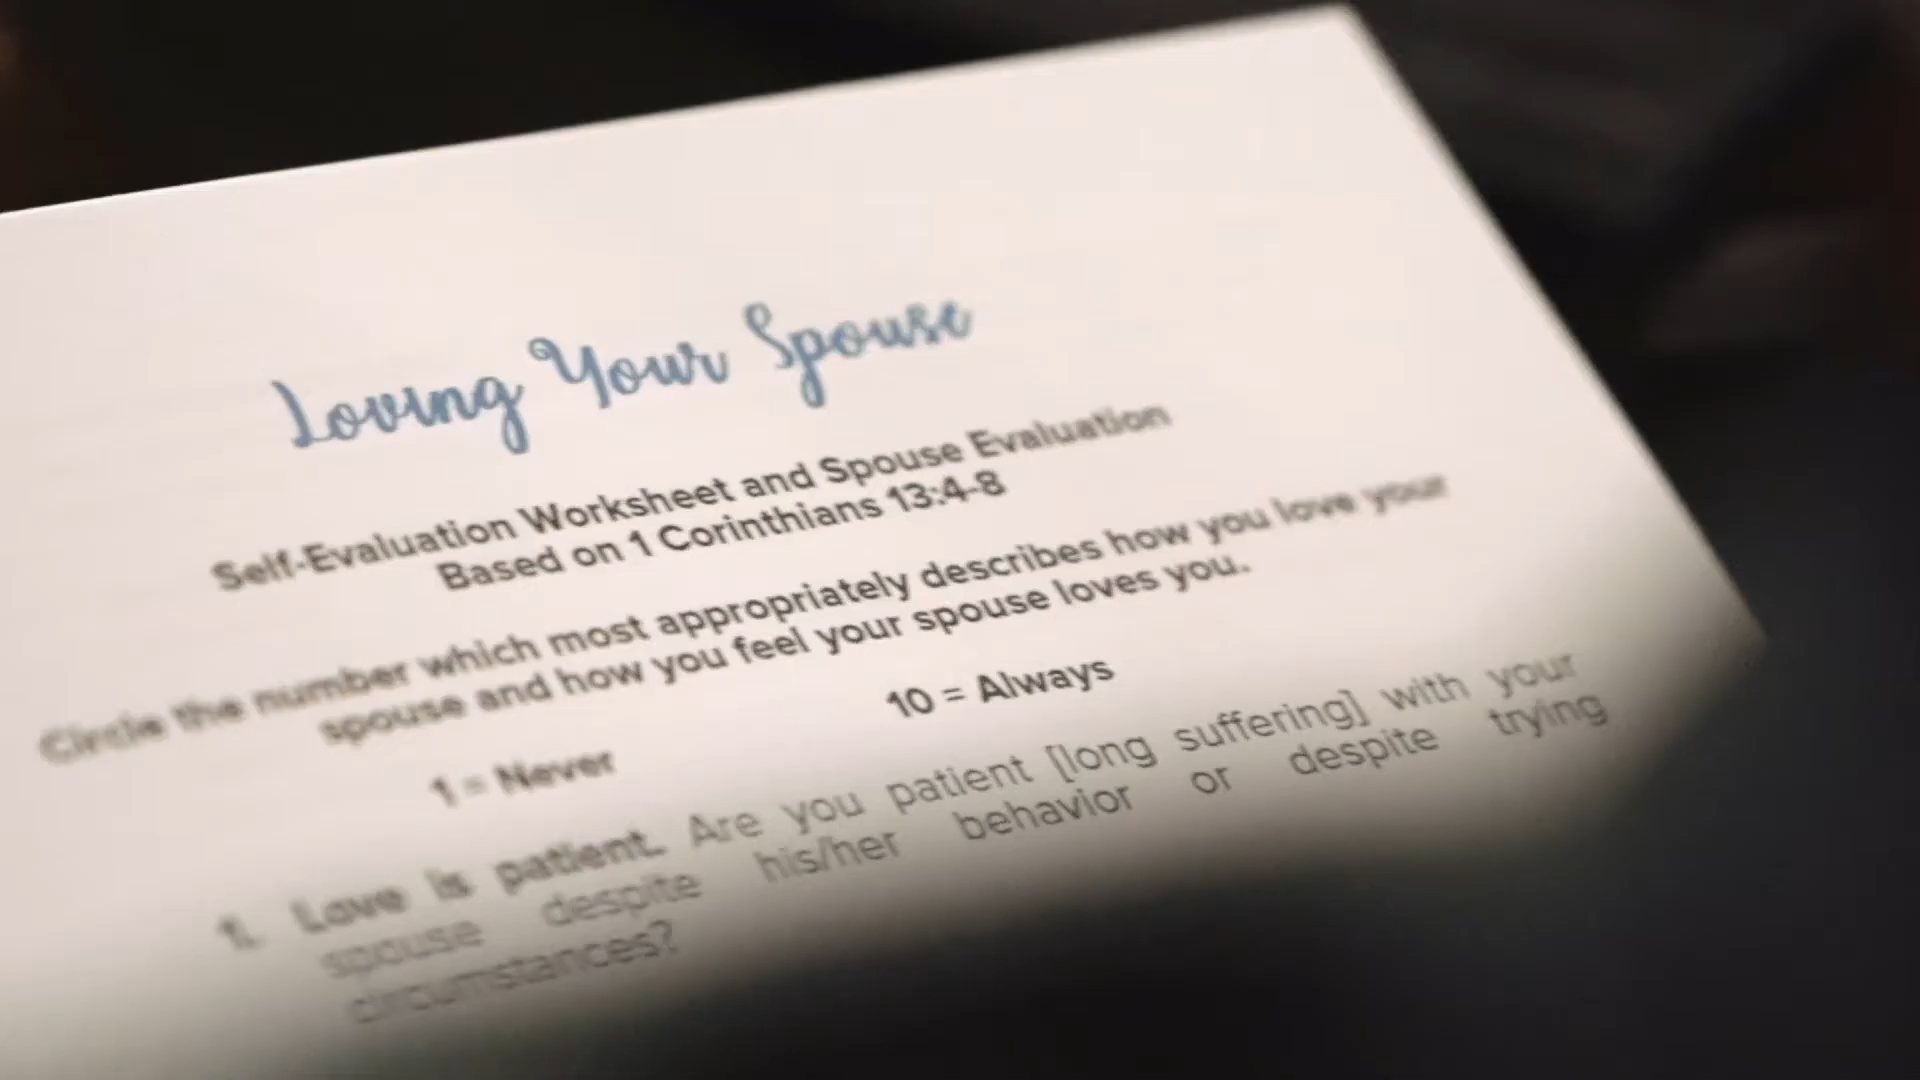 Loving Your Spouse
Self-Evaluation Worksheet and Spouse Evaluation
Based on 1 Corinthians 13:4-8
Circle the number which most appropriately describes how you love your
spouse and how you feel your spouse loves you.
1 = Never 10 = Always
1. Love is patient. Are you patient [long suffering] with your
spouse despite his/her behavior or despite trying
circumstances?